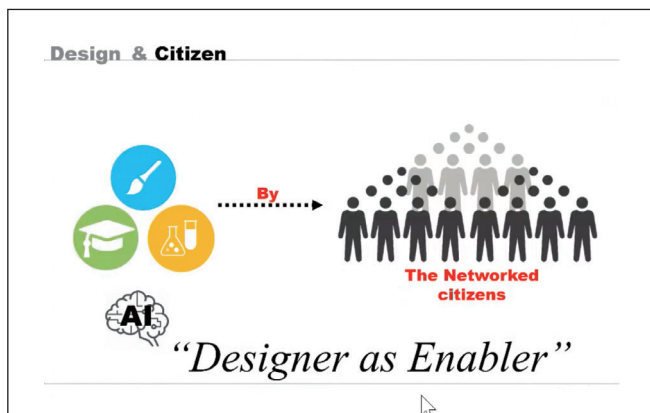 Design & Citizen
By
The Networked
citizens
AI
“Designer as Enabler”